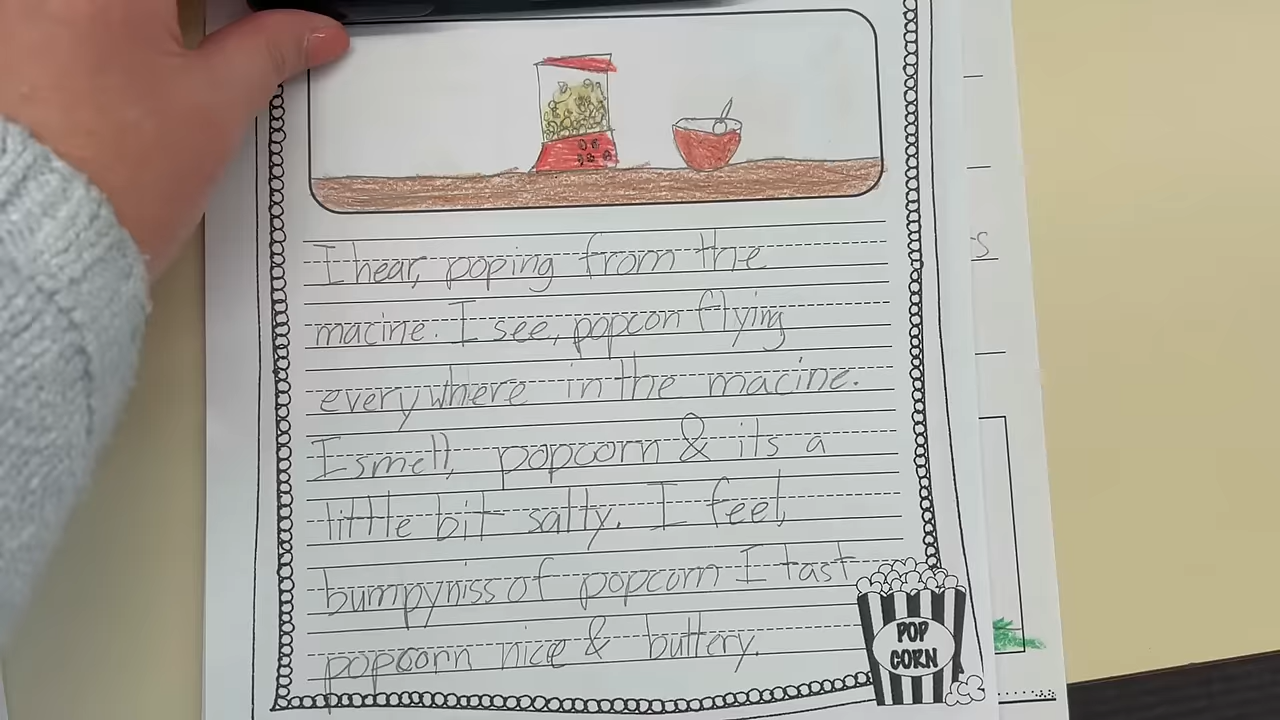 I hear, poping from the
macine. I see, popcon flying
everywhere in the macine.
I smell, popcorn & its a
little bit salty. I feel,
bumpyniss of popcorn I tast
popcorn nice & buttery.
POP
CORN
s